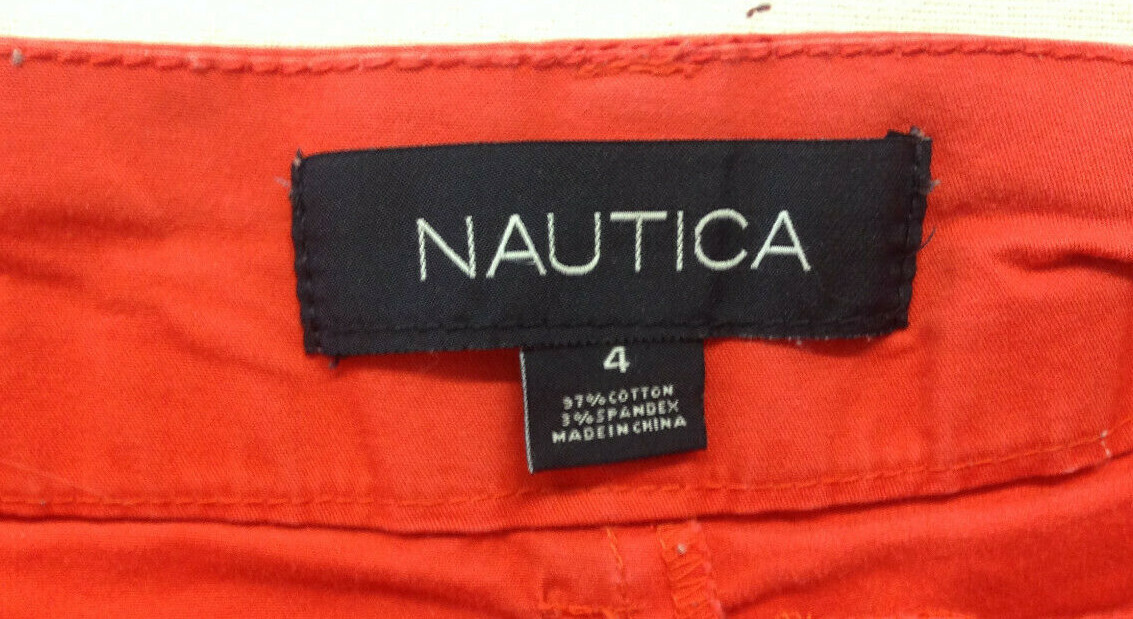 NAUTICA
4
97%COTTON
3%SPANDEX
MADE IN CHINA